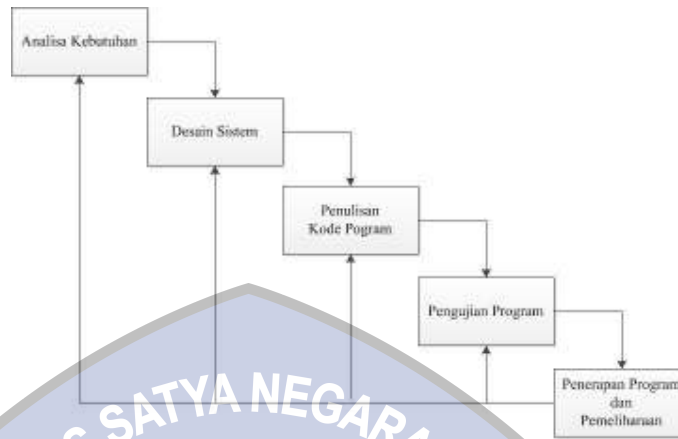 Analisa Kebutuhan
Desain Sistem
Penulisan
Kode Pogram
Pengujian Program
Penerapan Program
dan
Pemeliharaan
S SATYA NEGARA